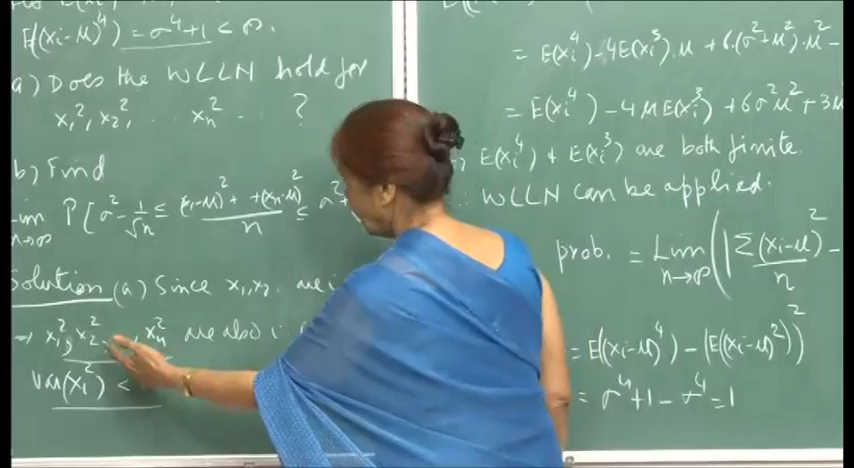 E(xi-μ)⁴) = σ⁴+1 < ∞.
a) Does the WLLN hold for
x₁², x₂², .. xn² . ?
b) Find
P[σ² - 1/√n ≤ (x₁-μ)² + +(xn-μ)² / n ≤ σ²+
n→∞
Solution (a) Since x₁, x₂. are i
⇒ x₁², x₂² , xn² are also i.
Var(xi²) <
= E(xi⁴) - 4E(xi³).μ + 6.(σ²+μ²).μ² -
= E(xi⁴) - 4μE(xi³) + 6σ²μ² + 3μ
E(xi⁴) + E(xi³) are both finite.
∴ WLLN can be applied.
prob. = Lim n→∞ (| Σ(xi-μ)² / n -
= E((xi-μ)⁴) - (E((xi-μ)²))²
= σ⁴+1 - σ⁴ = 1